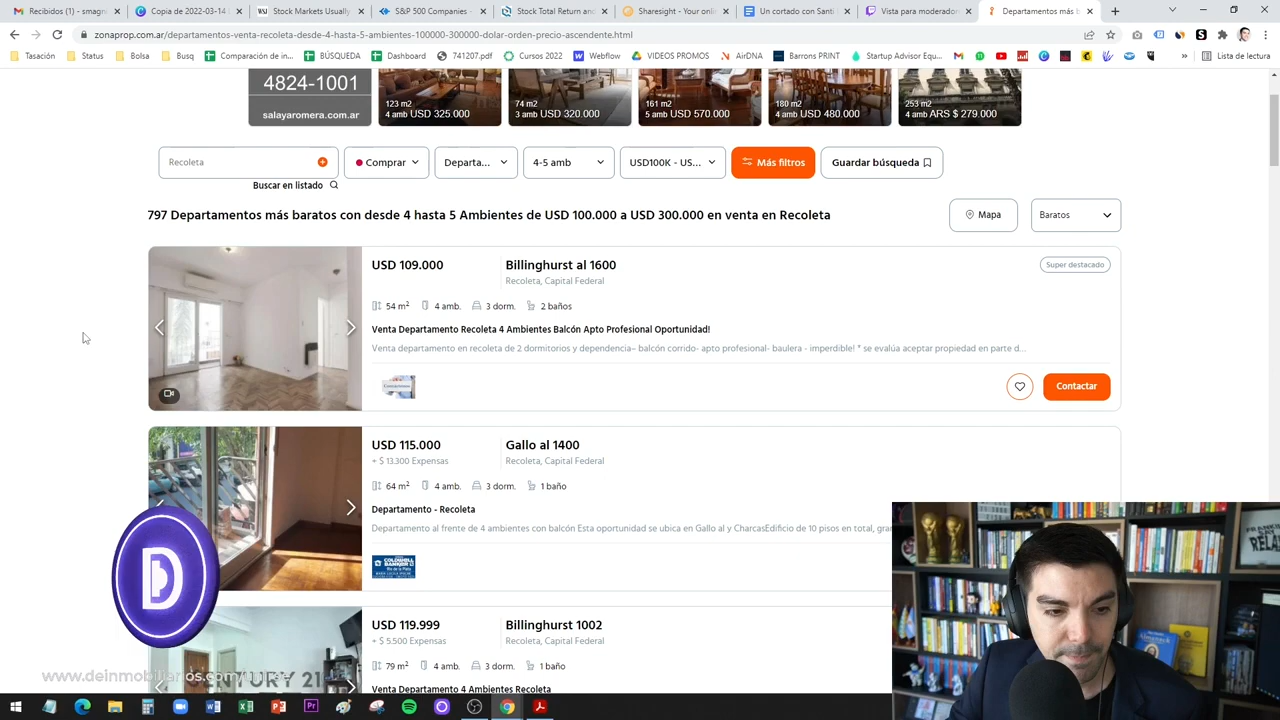 Recibidos (1) - smagn
Copia de 2022-03-14 I
Stock Markets Usually
S&P 500 Companies -
Stock Total Return and
Sharesight - Your onli
Un cortado con Santi
Vista para moderador
Departamentos más b
zonaprop.com.ar/departamentos-venta-recoleta-desde-4-hasta-5-ambientes-100000-300000-dolar-orden-precio-ascendente.html
Tasación
Status
Bolsa
Busq
Comparación de in...
BÚSQUEDA
Dashboard
741207.pdf
Cursos 2022
Webflow
VIDEOS PROMOS
AirDNA
Barrons PRINT
Startup Advisor Equ...
»
Lista de lectura
4824-1001
salayaromera.com.ar
123 m2
4 amb USD 325.000
74 m2
3 amb USD 320.000
161 m2
5 amb USD 570.000
180 m2
4 amb USD 480.000
253 m2
4 amb ARS $ 279.000
Recoleta
Comprar
Departa...
4-5 amb
USD100K - US...
Más filtros
Guardar búsqueda
Buscar en listado
797 Departamentos más baratos con desde 4 hasta 5 Ambientes de USD 100.000 a USD 300.000 en venta en Recoleta
Mapa
Baratos
USD 109.000
Billinghurst al 1600
Super destacado
Recoleta, Capital Federal
54 m² 4 amb. 3 dorm. 2 baños
Venta Departamento Recoleta 4 Ambientes Balcón Apto Profesional Oportunidad!
Venta departamento en recoleta de 2 dormitorios y dependencia– balcón corrido- apto profesional- baulera - imperdible! * se evalúa aceptar propiedad en parte d...
Contactar
USD 115.000
Gallo al 1400
+ $ 13.300 Expensas
Recoleta, Capital Federal
64 m² 4 amb. 3 dorm. 1 baño
Departamento - Recoleta
Departamento al frente de 4 ambientes con balcón Esta oportunidad se ubica en Gallo al y CharcasEdificio de 10 pisos en total, gra
COLDWELL
BANKER
USD 119.999
Billinghurst 1002
+ $ 5.500 Expensas
Recoleta, Capital Federal
79 m² 4 amb. 3 dorm. 1 baño
Venta Departamento 4 Ambientes Recoleta
CENTURY 21